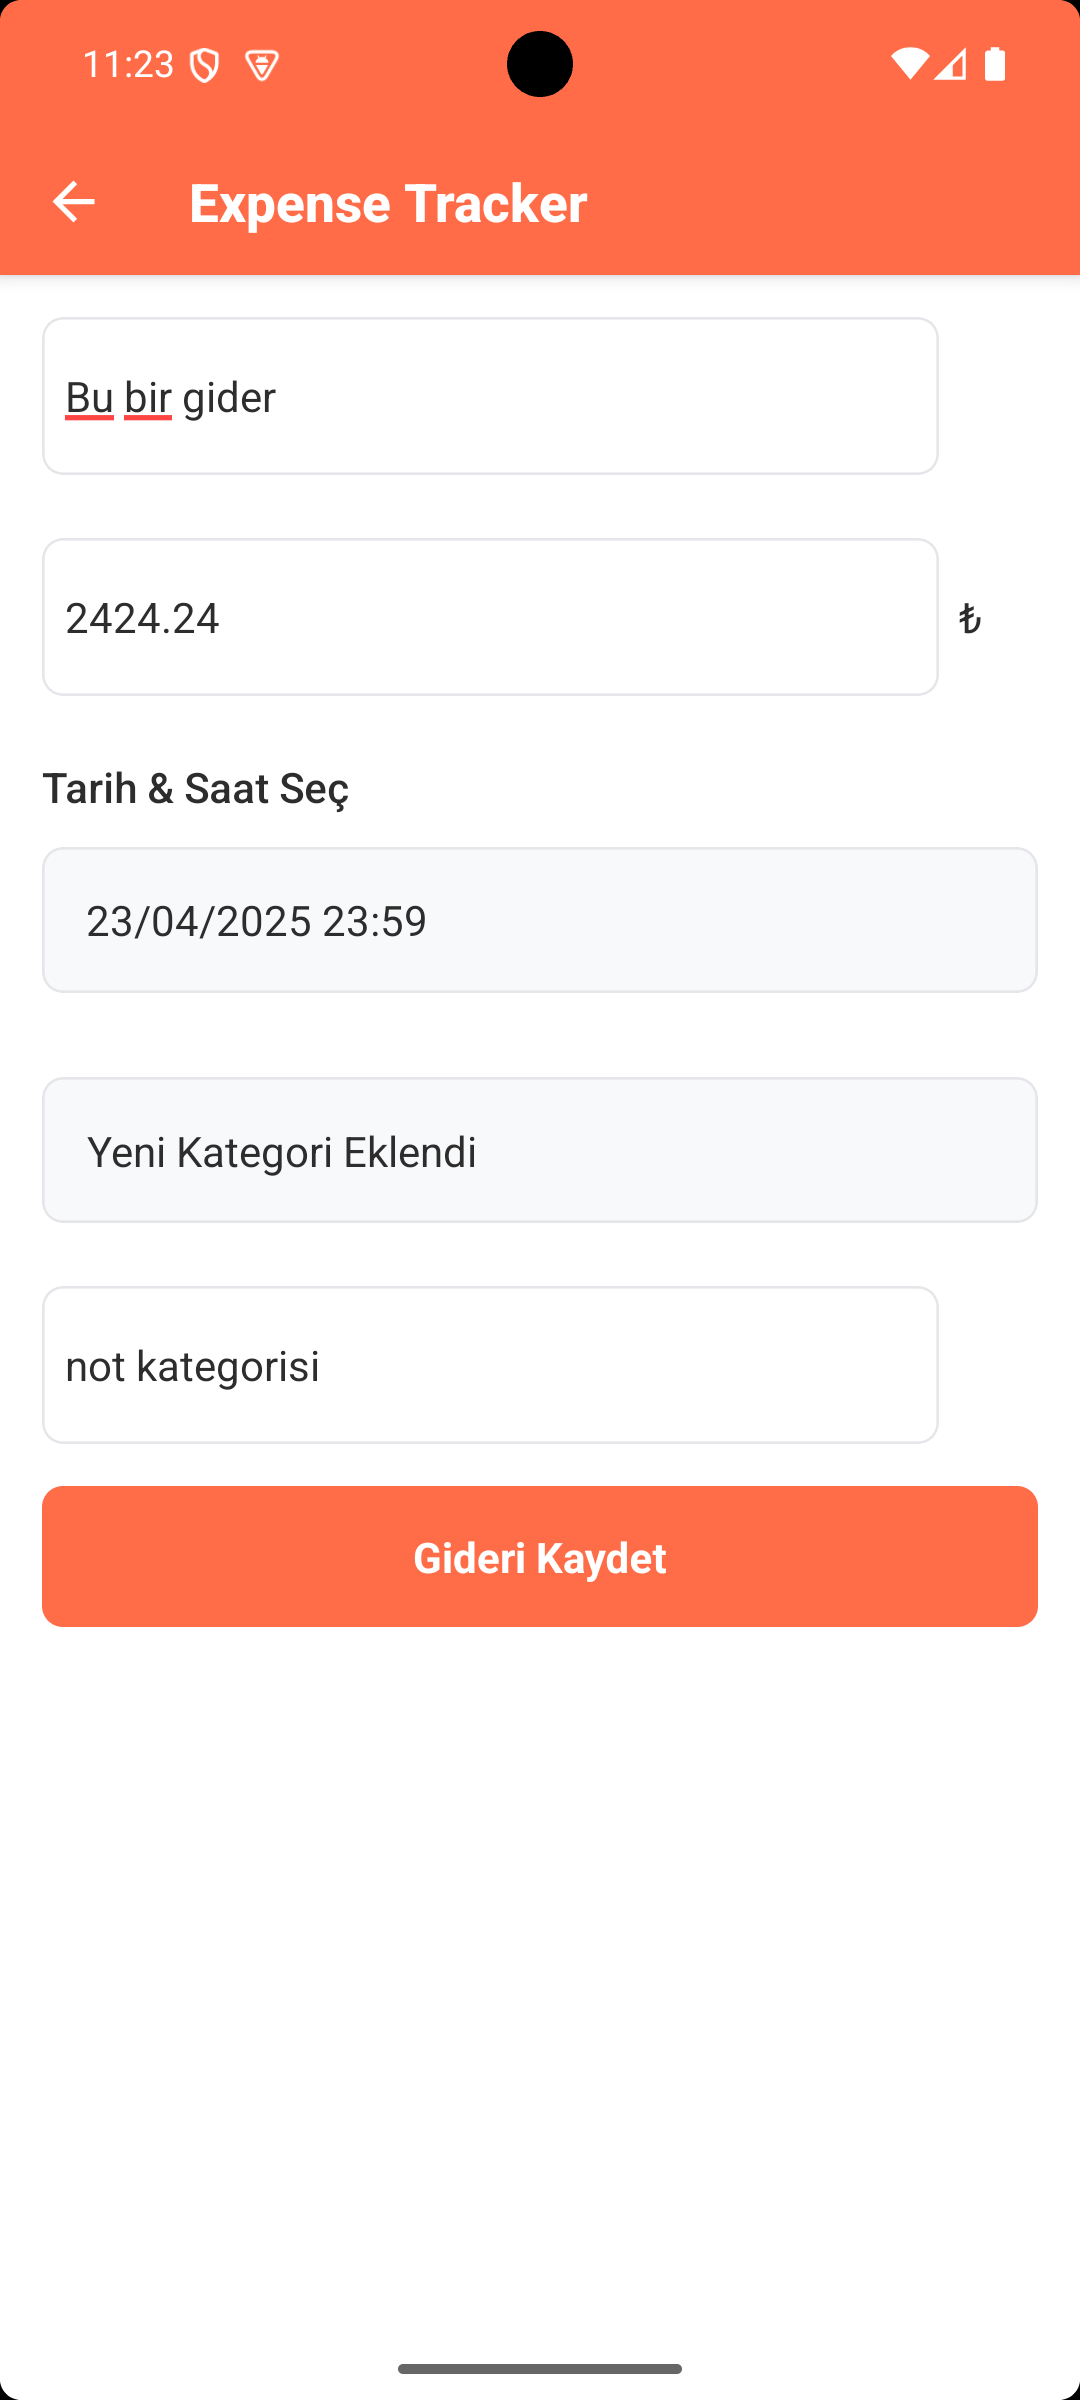 11:23
Expense Tracker
Bu bir gider
2424.24 ₺
Tarih & Saat Seç
23/04/2025 23:59
Yeni Kategori Eklendi
not kategorisi
Gideri Kaydet